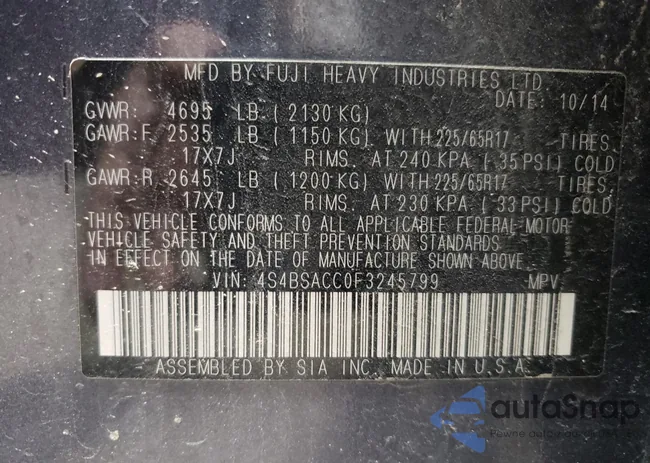 MFD BY FUJI HEAVY INDUSTRIES LTD
DATE: 10/14
GVWR: 4695 LB ( 2130 KG)
GAWR:F. 2535 LB ( 1150 KG) WITH 225/65R17 TIRES,
17X7J RIMS. AT 240 KPA ( 35 PSI) COLD
GAWR:R. 2645 LB ( 1200 KG) WITH 225/65R17 TIRES,
17X7J RIMS. AT 230 KPA ( 33 PSI) COLD
THIS VEHICLE CONFORMS TO ALL APPLICABLE FEDERAL MOTOR
VEHICLE SAFETY AND THEFT PREVENTION STANDARDS
IN EFFECT ON THE DATE OF MANUFACTURE SHOWN ABOVE.
VIN: 4S4BSACC0F3245799 MPV
ASSEMBLED BY SIA INC. MADE IN U.S.A.
autoSnap
Pewne auto